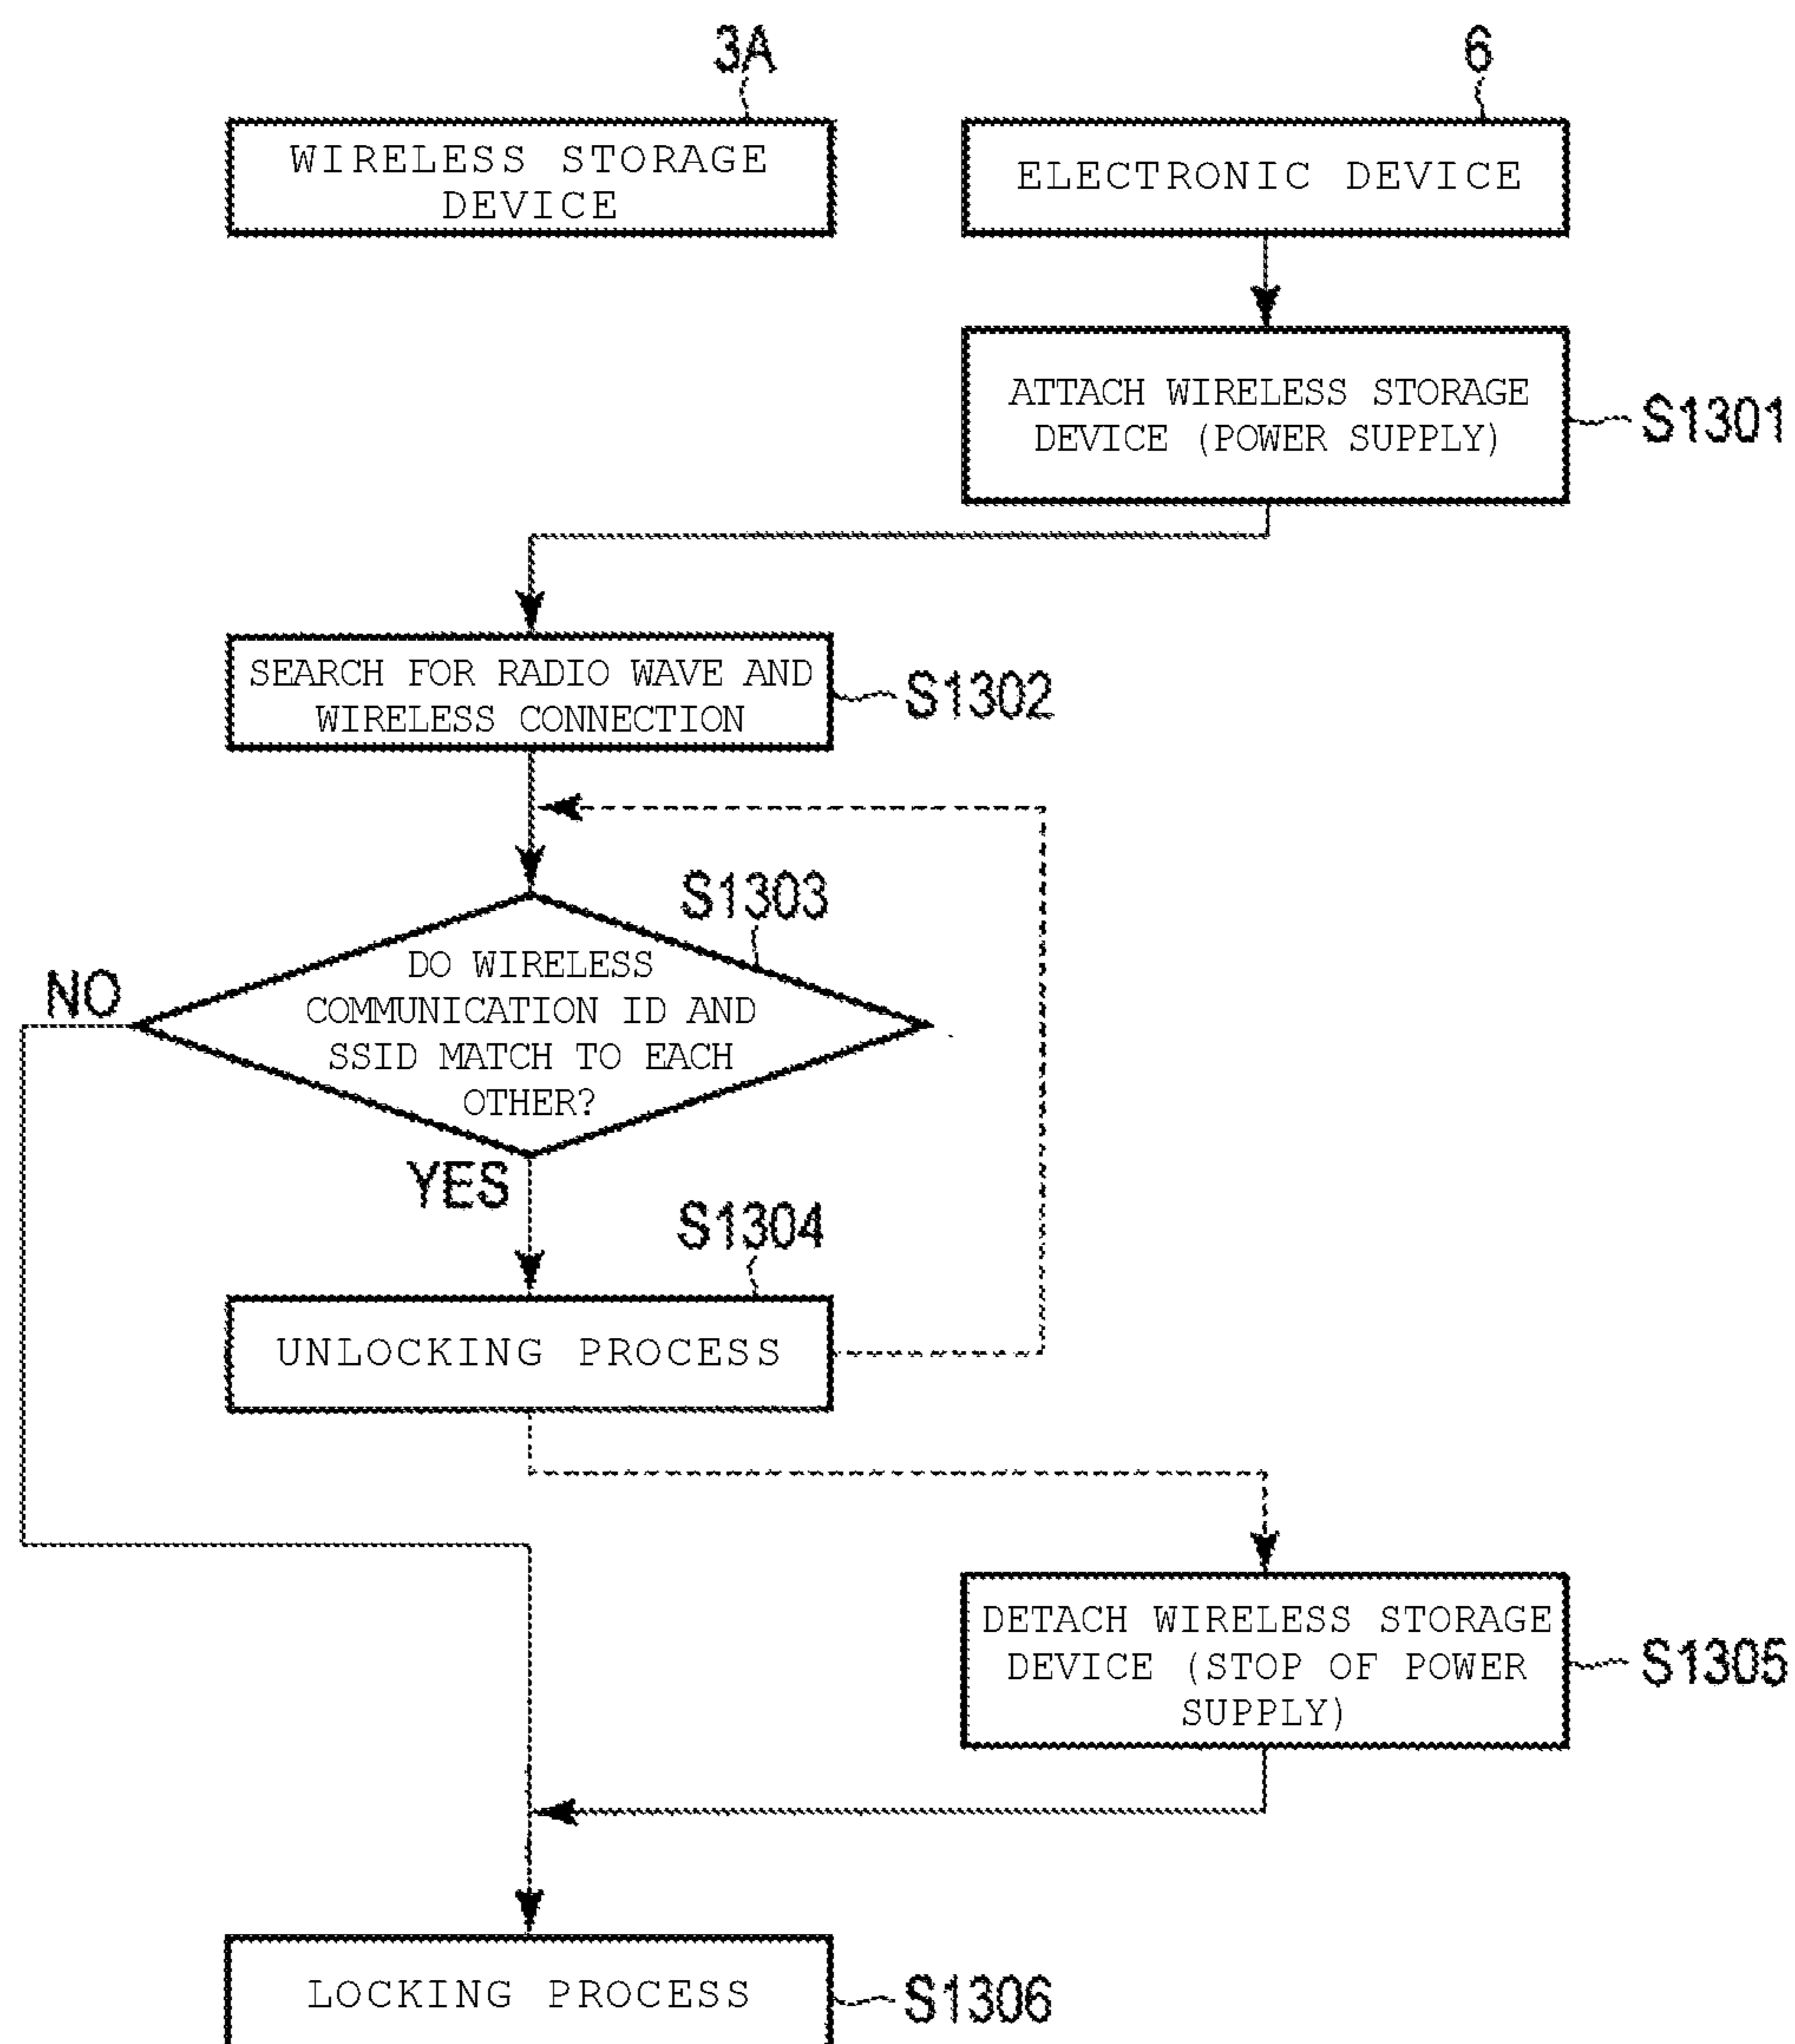 3A
6
WIRELESS STORAGE
DEVICE
ELECTRONIC DEVICE
ATTACH WIRELESS STORAGE
DEVICE (POWER SUPPLY)
S1301
SEARCH FOR RADIO WAVE AND
WIRELESS CONNECTION
S1302
S1303
DO WIRELESS
COMMUNICATION ID AND
SSID MATCH TO EACH
OTHER?
NO
YES
S1304
UNLOCKING PROCESS
DETACH WIRELESS STORAGE
DEVICE (STOP OF POWER
SUPPLY)
S1305
LOCKING PROCESS
S1306